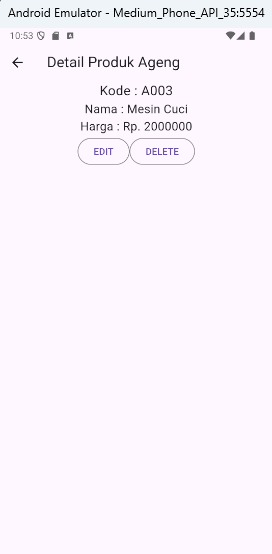 Android Emulator - Medium_Phone_API_35:5554
10:53
Detail Produk Ageng
Kode : A003
Nama : Mesin Cuci
Harga : Rp. 2000000
EDIT DELETE